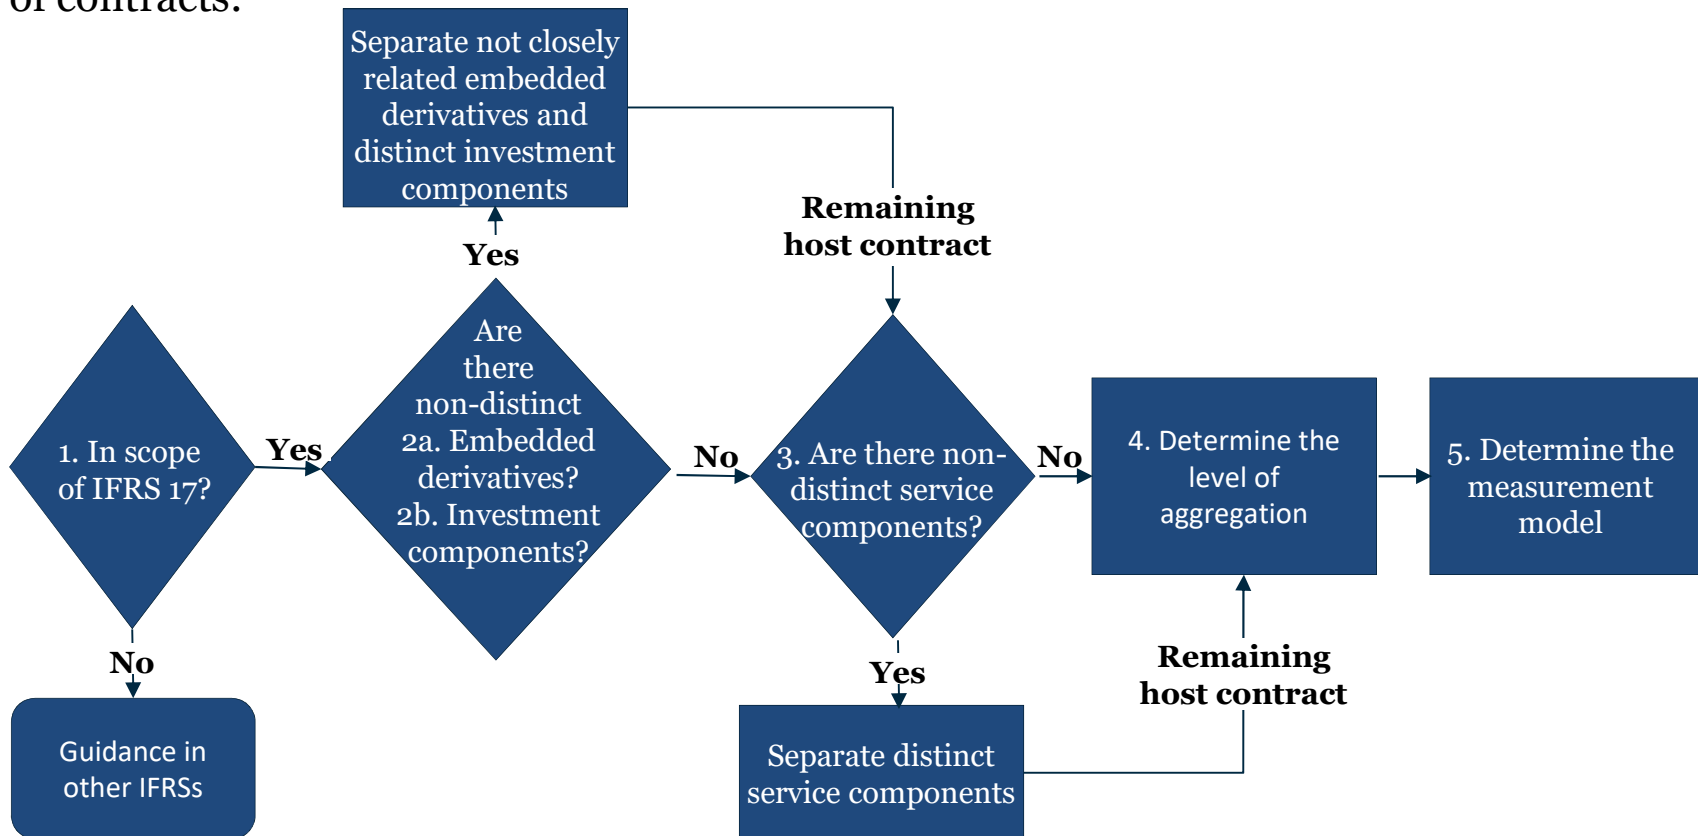 of contracts.
Separate not closely
related embedded
derivatives and
distinct investment
components
Remaining
host contract
Yes
Are
there
non-distinct
2a. Embedded
derivatives?
2b. Investment
components?
1. In scope
of IFRS 17?
Yes
No
3. Are there non-
distinct service
components?
No
4. Determine the
level of
aggregation
5. Determine the
measurement
model
No
Guidance in
other IFRSs
Yes
Separate distinct
service components
Remaining
host contract